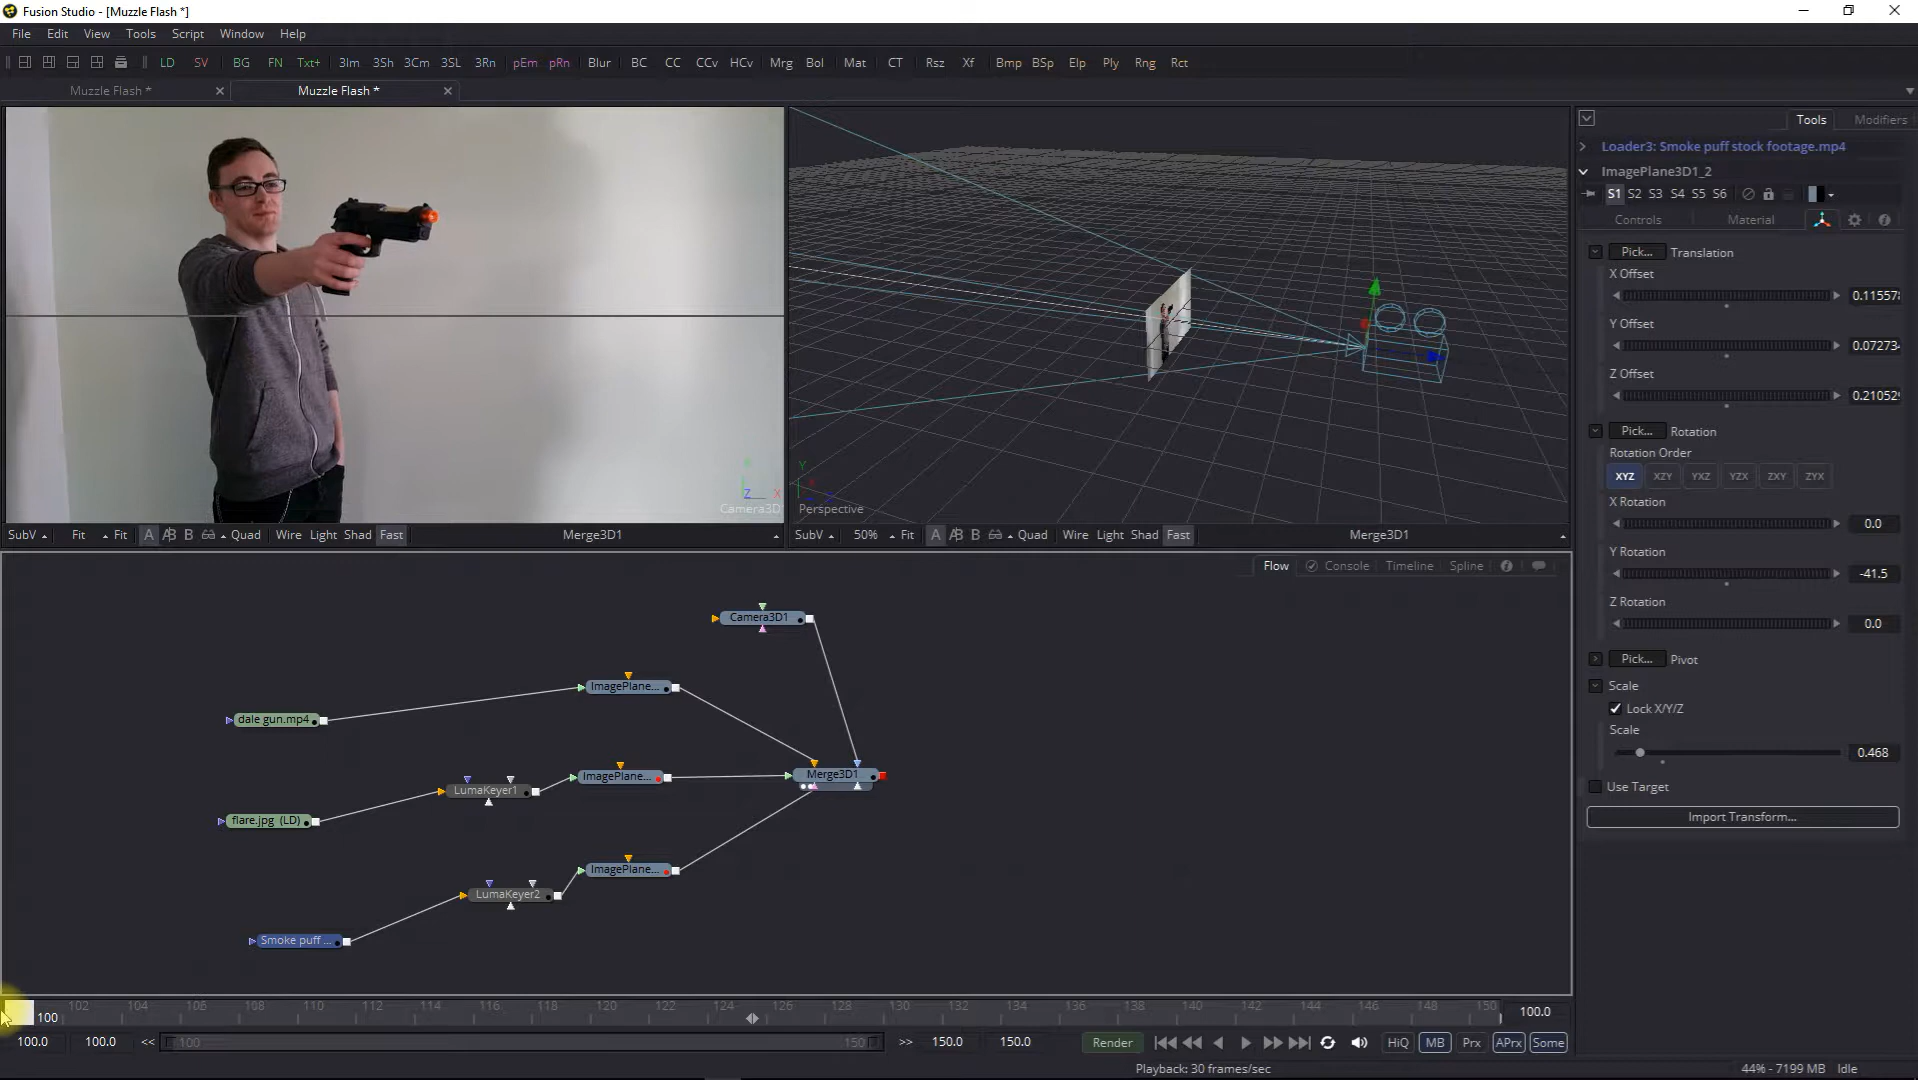 Fusion Studio - [Muzzle Flash *]
File Edit View Tools Script Window Help
LD SV BG FN Txt+ 3Im 3Sh 3Cm 3SL 3Rn pEm pRn Blur BC CC CCv HCv Mrg Bol Mat CT Rsz Xf Bmp BSp Elp Ply Rng Rct
Muzzle Flash * Muzzle Flash *
Tools Modifiers
Loader3: Smoke puff stock footage.mp4
ImagePlane3D1_2
S1 S2 S3 S4 S5 S6
Controls Material
Pick... Translation
X Offset
0.11557
Y Offset
0.07273
Z Offset
0.21052
Pick... Rotation
Rotation Order
XYZ XZY YXZ YZX ZXY ZYX
X Rotation
0.0
Y Rotation
-41.5
Z Rotation
0.0
Pick... Pivot
Scale
Lock X/Y/Z
Scale
0.468
Use Target
Import Transform...
Y
Z X
Camera3D
Perspective
SubV Fit Fit A A|B B Quad Wire Light Shad Fast Merge3D1
SubV 50% Fit A A|B B Quad Wire Light Shad Fast Merge3D1
Flow Console Timeline Spline
Camera3D1
ImagePlane...
dale gun.mp4
ImagePlane...
Merge3D1
LumaKeyer1
flare.jpg (LD)
ImagePlane...
LumaKeyer2
Smoke puff ...
100 102 104 106 108 110 112 114 116 118 120 122 124 126 128 130 132 134 136 138 140 142 144 146 148 150 100.0
100.0 100.0 << 100 150 >> 150.0 150.0 Render HiQ MB Prx APrx Some
Playback: 30 frames/sec 44% - 7199 MB Idle